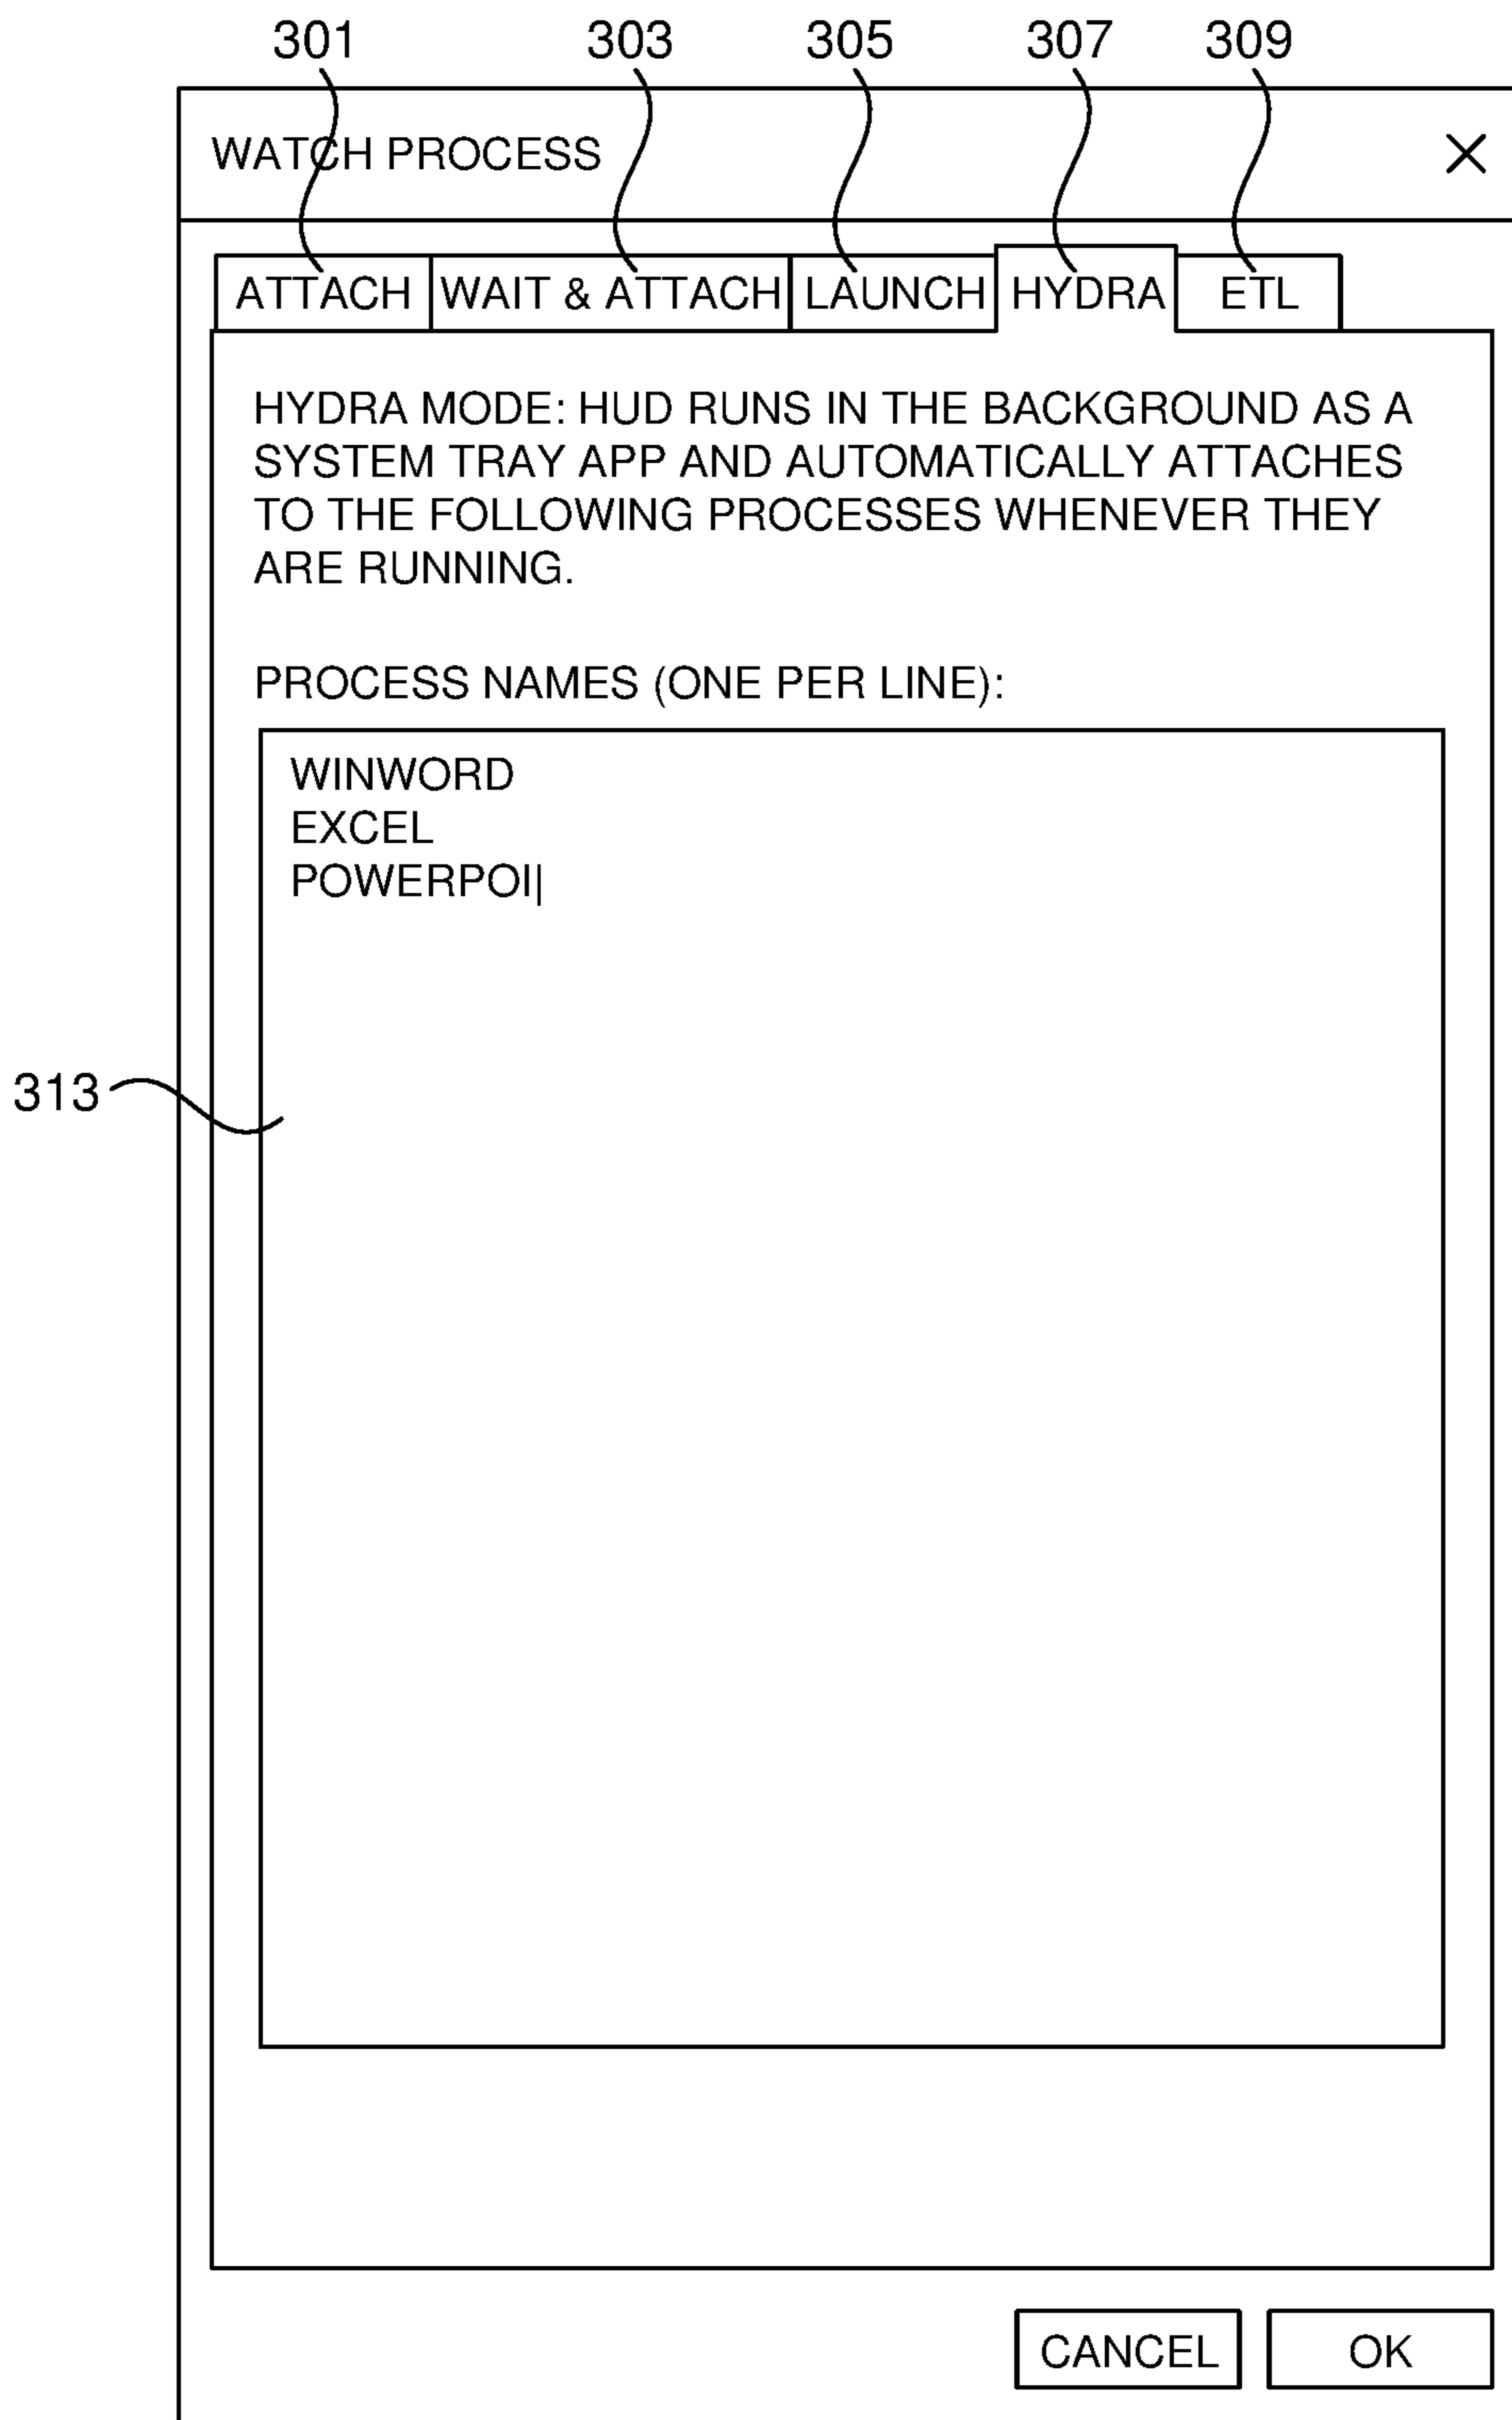 301 303 305 307 309
WATCH PROCESS
ATTACH WAIT & ATTACH LAUNCH HYDRA ETL
HYDRA MODE: HUD RUNS IN THE BACKGROUND AS A
SYSTEM TRAY APP AND AUTOMATICALLY ATTACHES
TO THE FOLLOWING PROCESSES WHENEVER THEY
ARE RUNNING.
PROCESS NAMES (ONE PER LINE):
WINWORD
EXCEL
POWERPOI
313
CANCEL OK